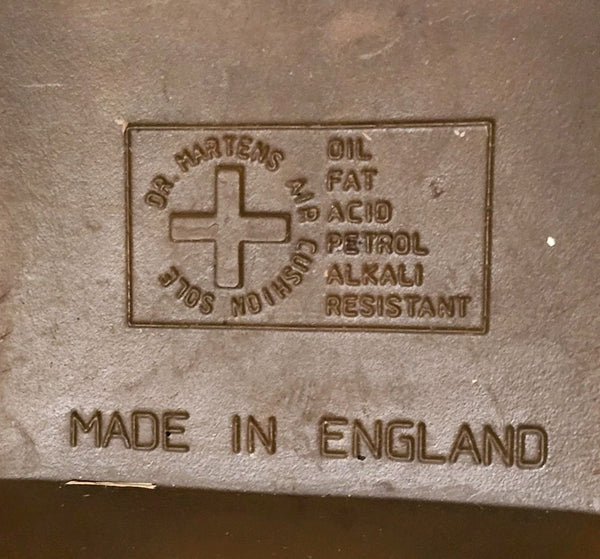 DR. MARTENS AIR CUSHION SOLE
OIL
FAT
ACID
PETROL
ALKALI
RESISTANT
MADE IN ENGLAND